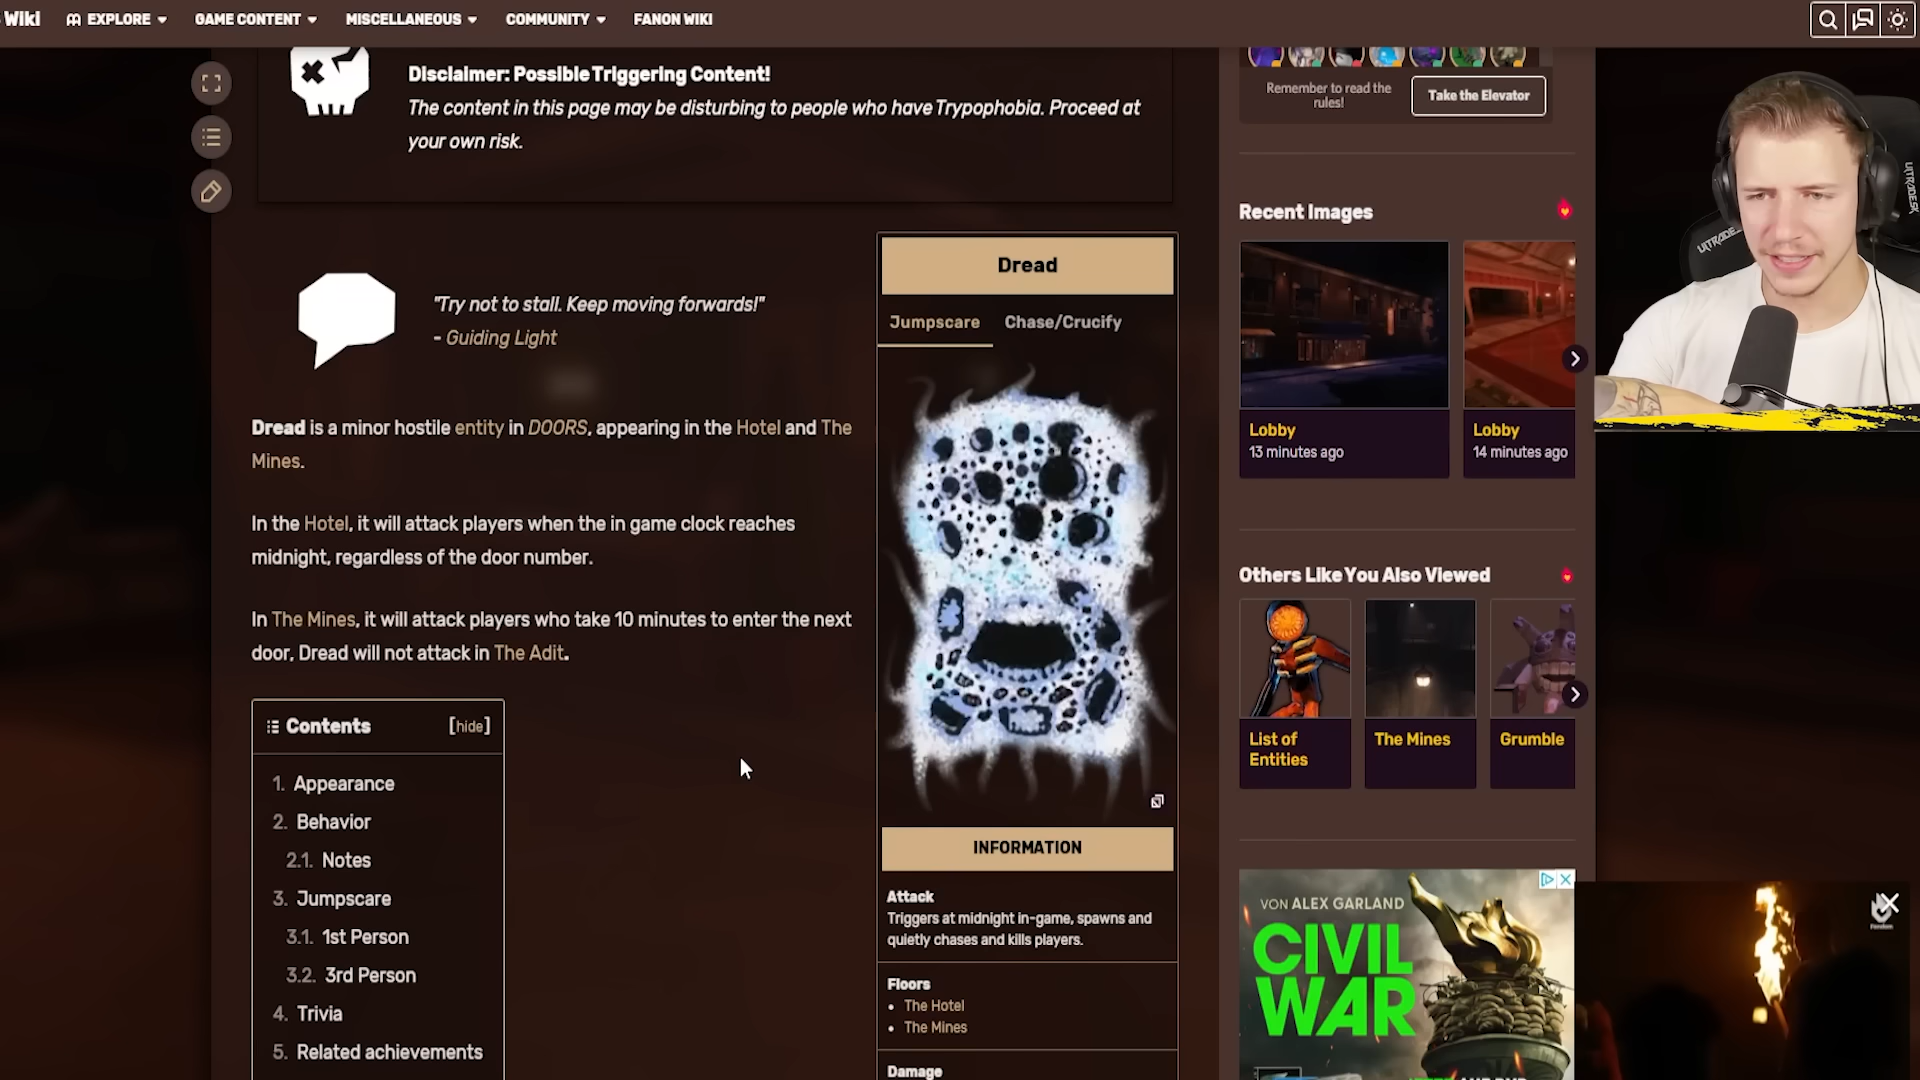 Wiki
EXPLORE
GAME CONTENT
MISCELLANEOUS
COMMUNITY
FANON WIKI
Disclaimer: Possible Triggering Content!
The content in this page may be disturbing to people who have Trypophobia. Proceed at
your own risk.
"Try not to stall. Keep moving forwards!"
- Guiding Light
Dread is a minor hostile entity in DOORS, appearing in the Hotel and The
Mines.
In the Hotel, it will attack players when the in game clock reaches
midnight, regardless of the door number.
In The Mines, it will attack players who take 10 minutes to enter the next
door, Dread will not attack in The Adit.
Contents [hide]
1. Appearance
2. Behavior
2.1. Notes
3. Jumpscare
3.1. 1st Person
3.2. 3rd Person
4. Trivia
5. Related achievements
Dread
Jumpscare Chase/Crucify
INFORMATION
Attack
Triggers at midnight in-game, spawns and
quietly chases and kills players.
Floors
• The Hotel
• The Mines
Damage
Remember to read the
rules!
Take the Elevator
Recent Images
Lobby
13 minutes ago
Lobby
14 minutes ago
Others Like You Also Viewed
List of
Entities
The Mines
Grumble
VON ALEX GARLAND
CIVIL
WAR